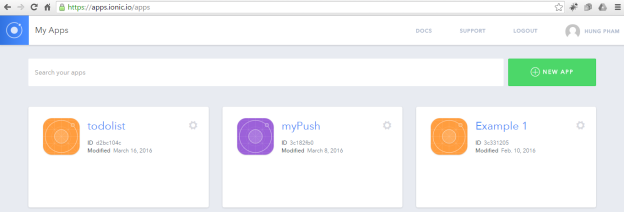 https://apps.ionic.io/apps
My Apps
DOCS
SUPPORT
LOGOUT
HUNG PHAM
Search your apps
NEW APP
todolist
ID d2bc104c
Modified March 16, 2016
myPush
ID 3c182fb0
Modified March 8, 2016
Example 1
ID 3c331205
Modified Feb. 10, 2016